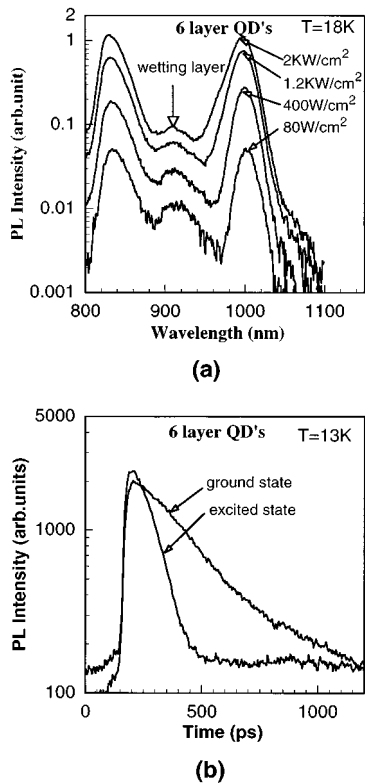 6 layer QD's T=18K
2KW/cm²
wetting layer
1.2KW/cm²
400W/cm²
80W/cm²
PL Intensity (arb.unit)
1
0.1
0.01
0.001
800 900 1000 1100
Wavelength (nm)
(a)
6 layer QD's T=13K
ground state
excited state
PL Intensity (arb.units)
5000
1000
100
0 500 1000
Time (ps)
(b)